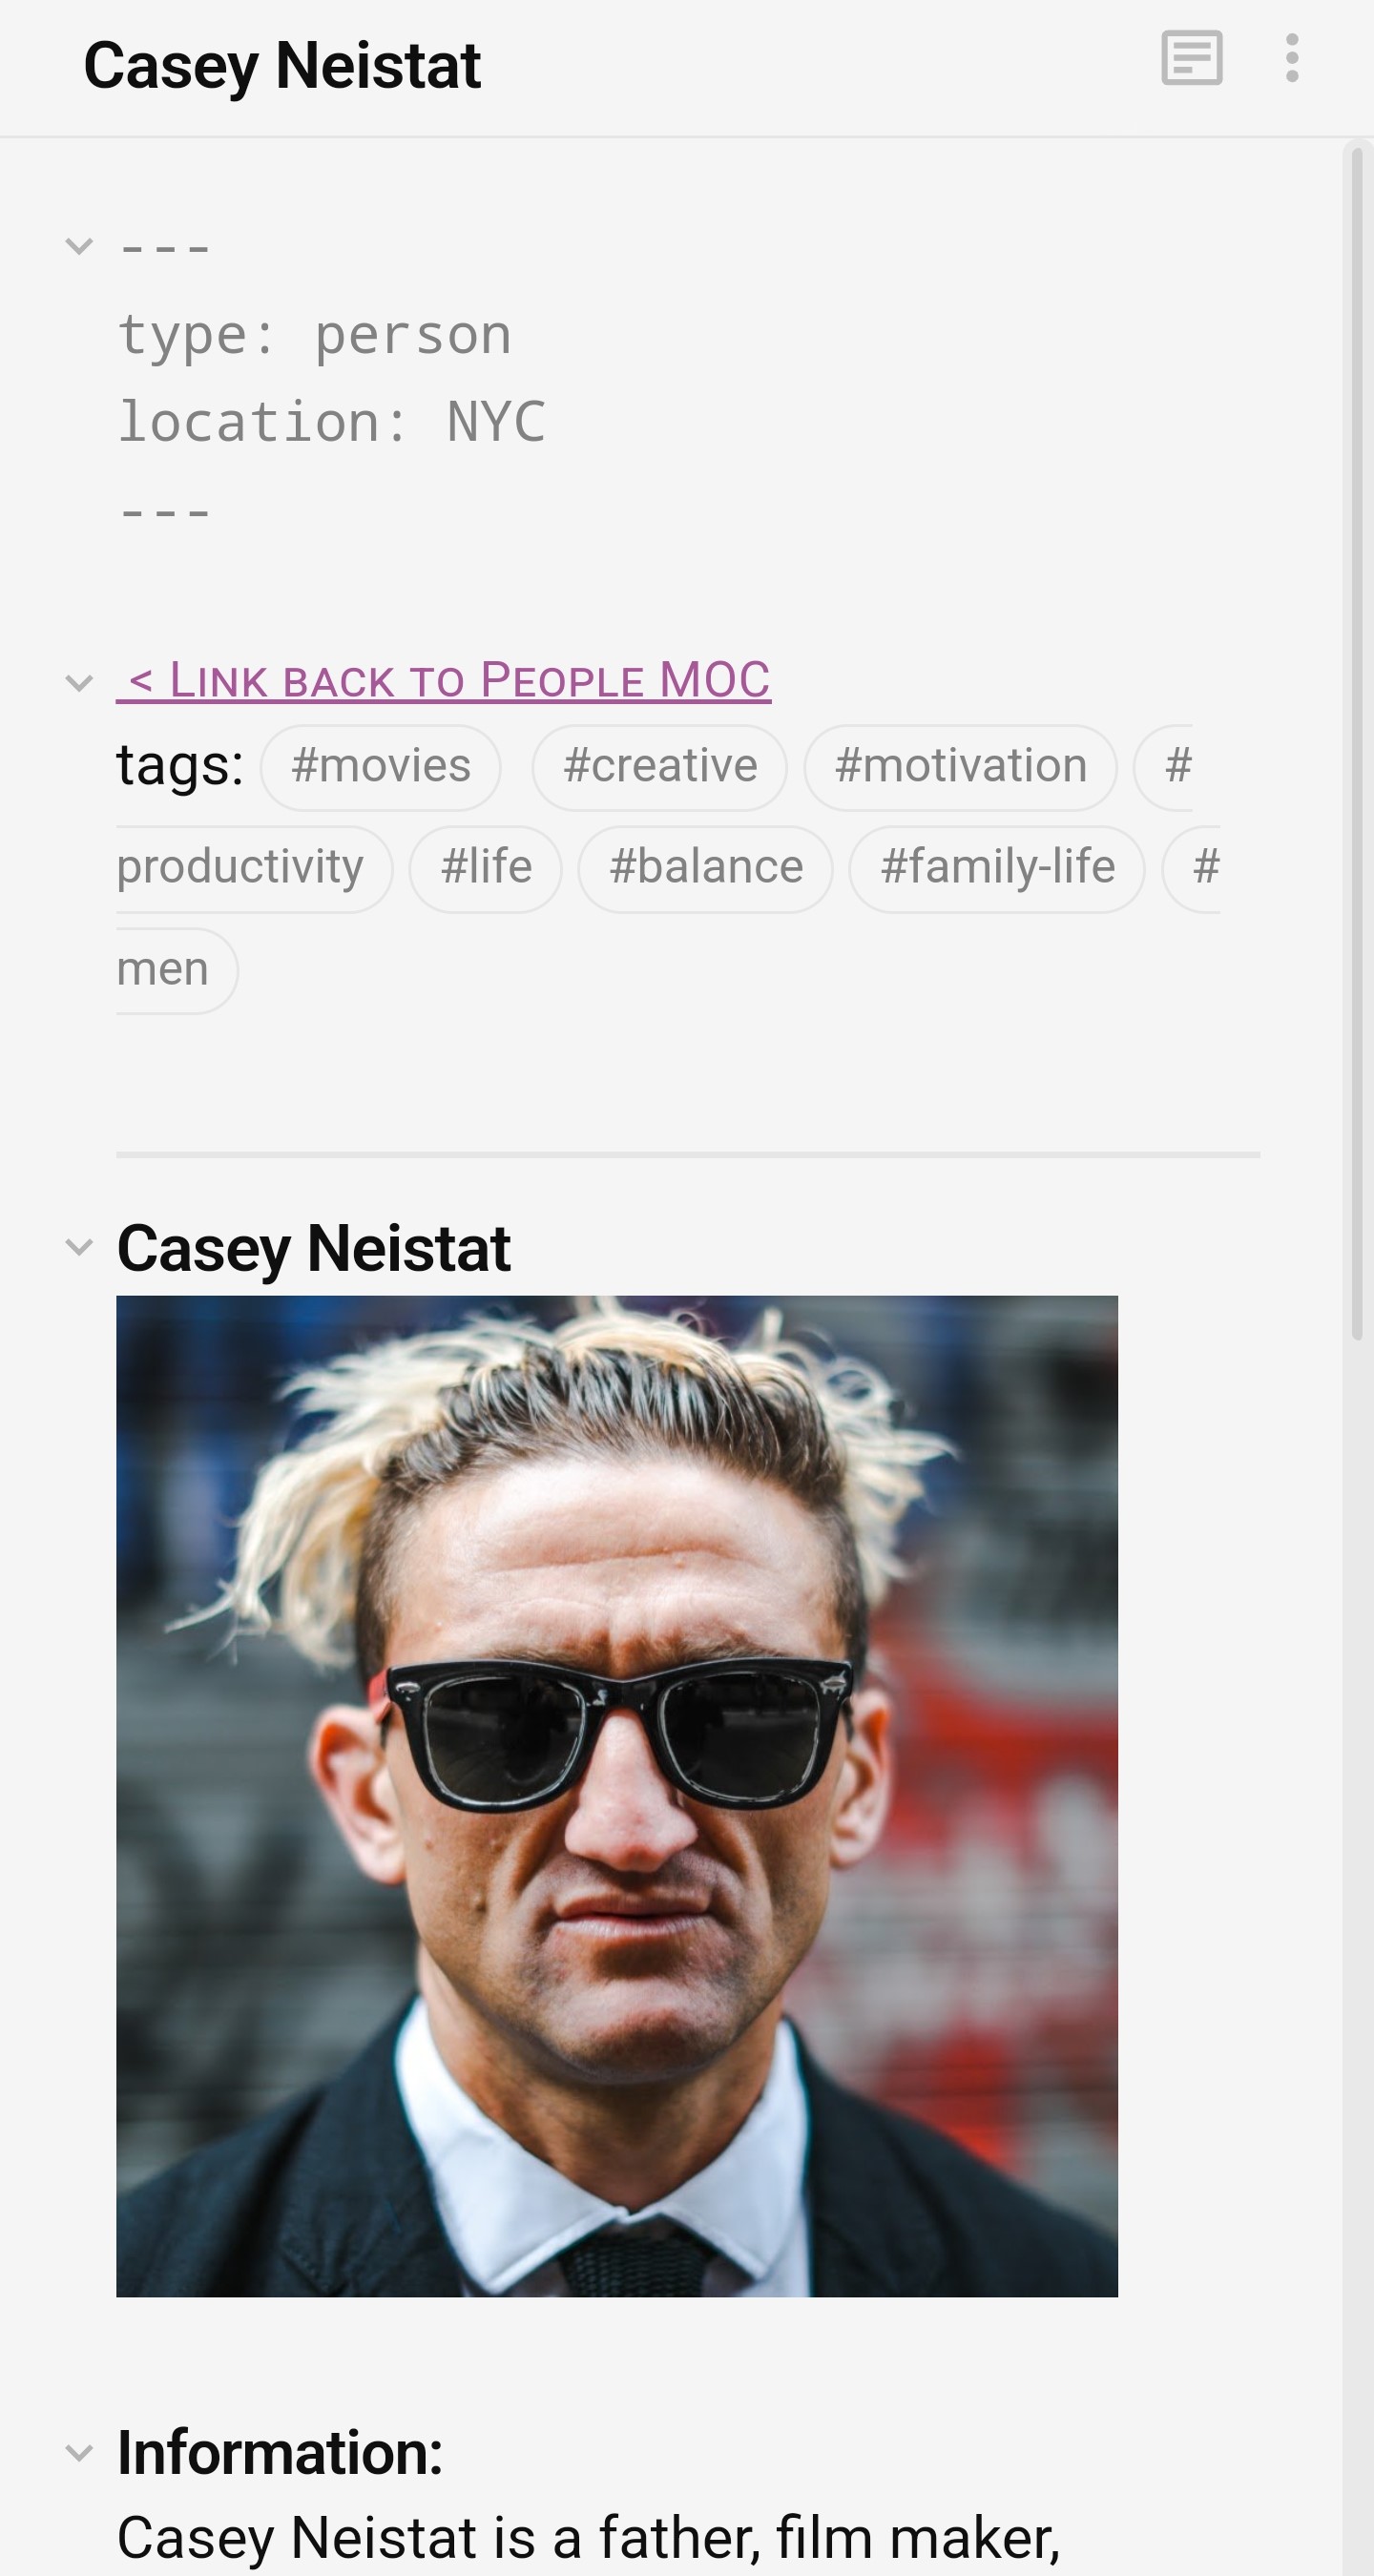 Casey Neistat
---
type: person
location: NYC
---
< Link back to People MOC
tags: #movies #creative #motivation #
productivity #life #balance #family-life #
men
Casey Neistat
Information:
Casey Neistat is a father, film maker,